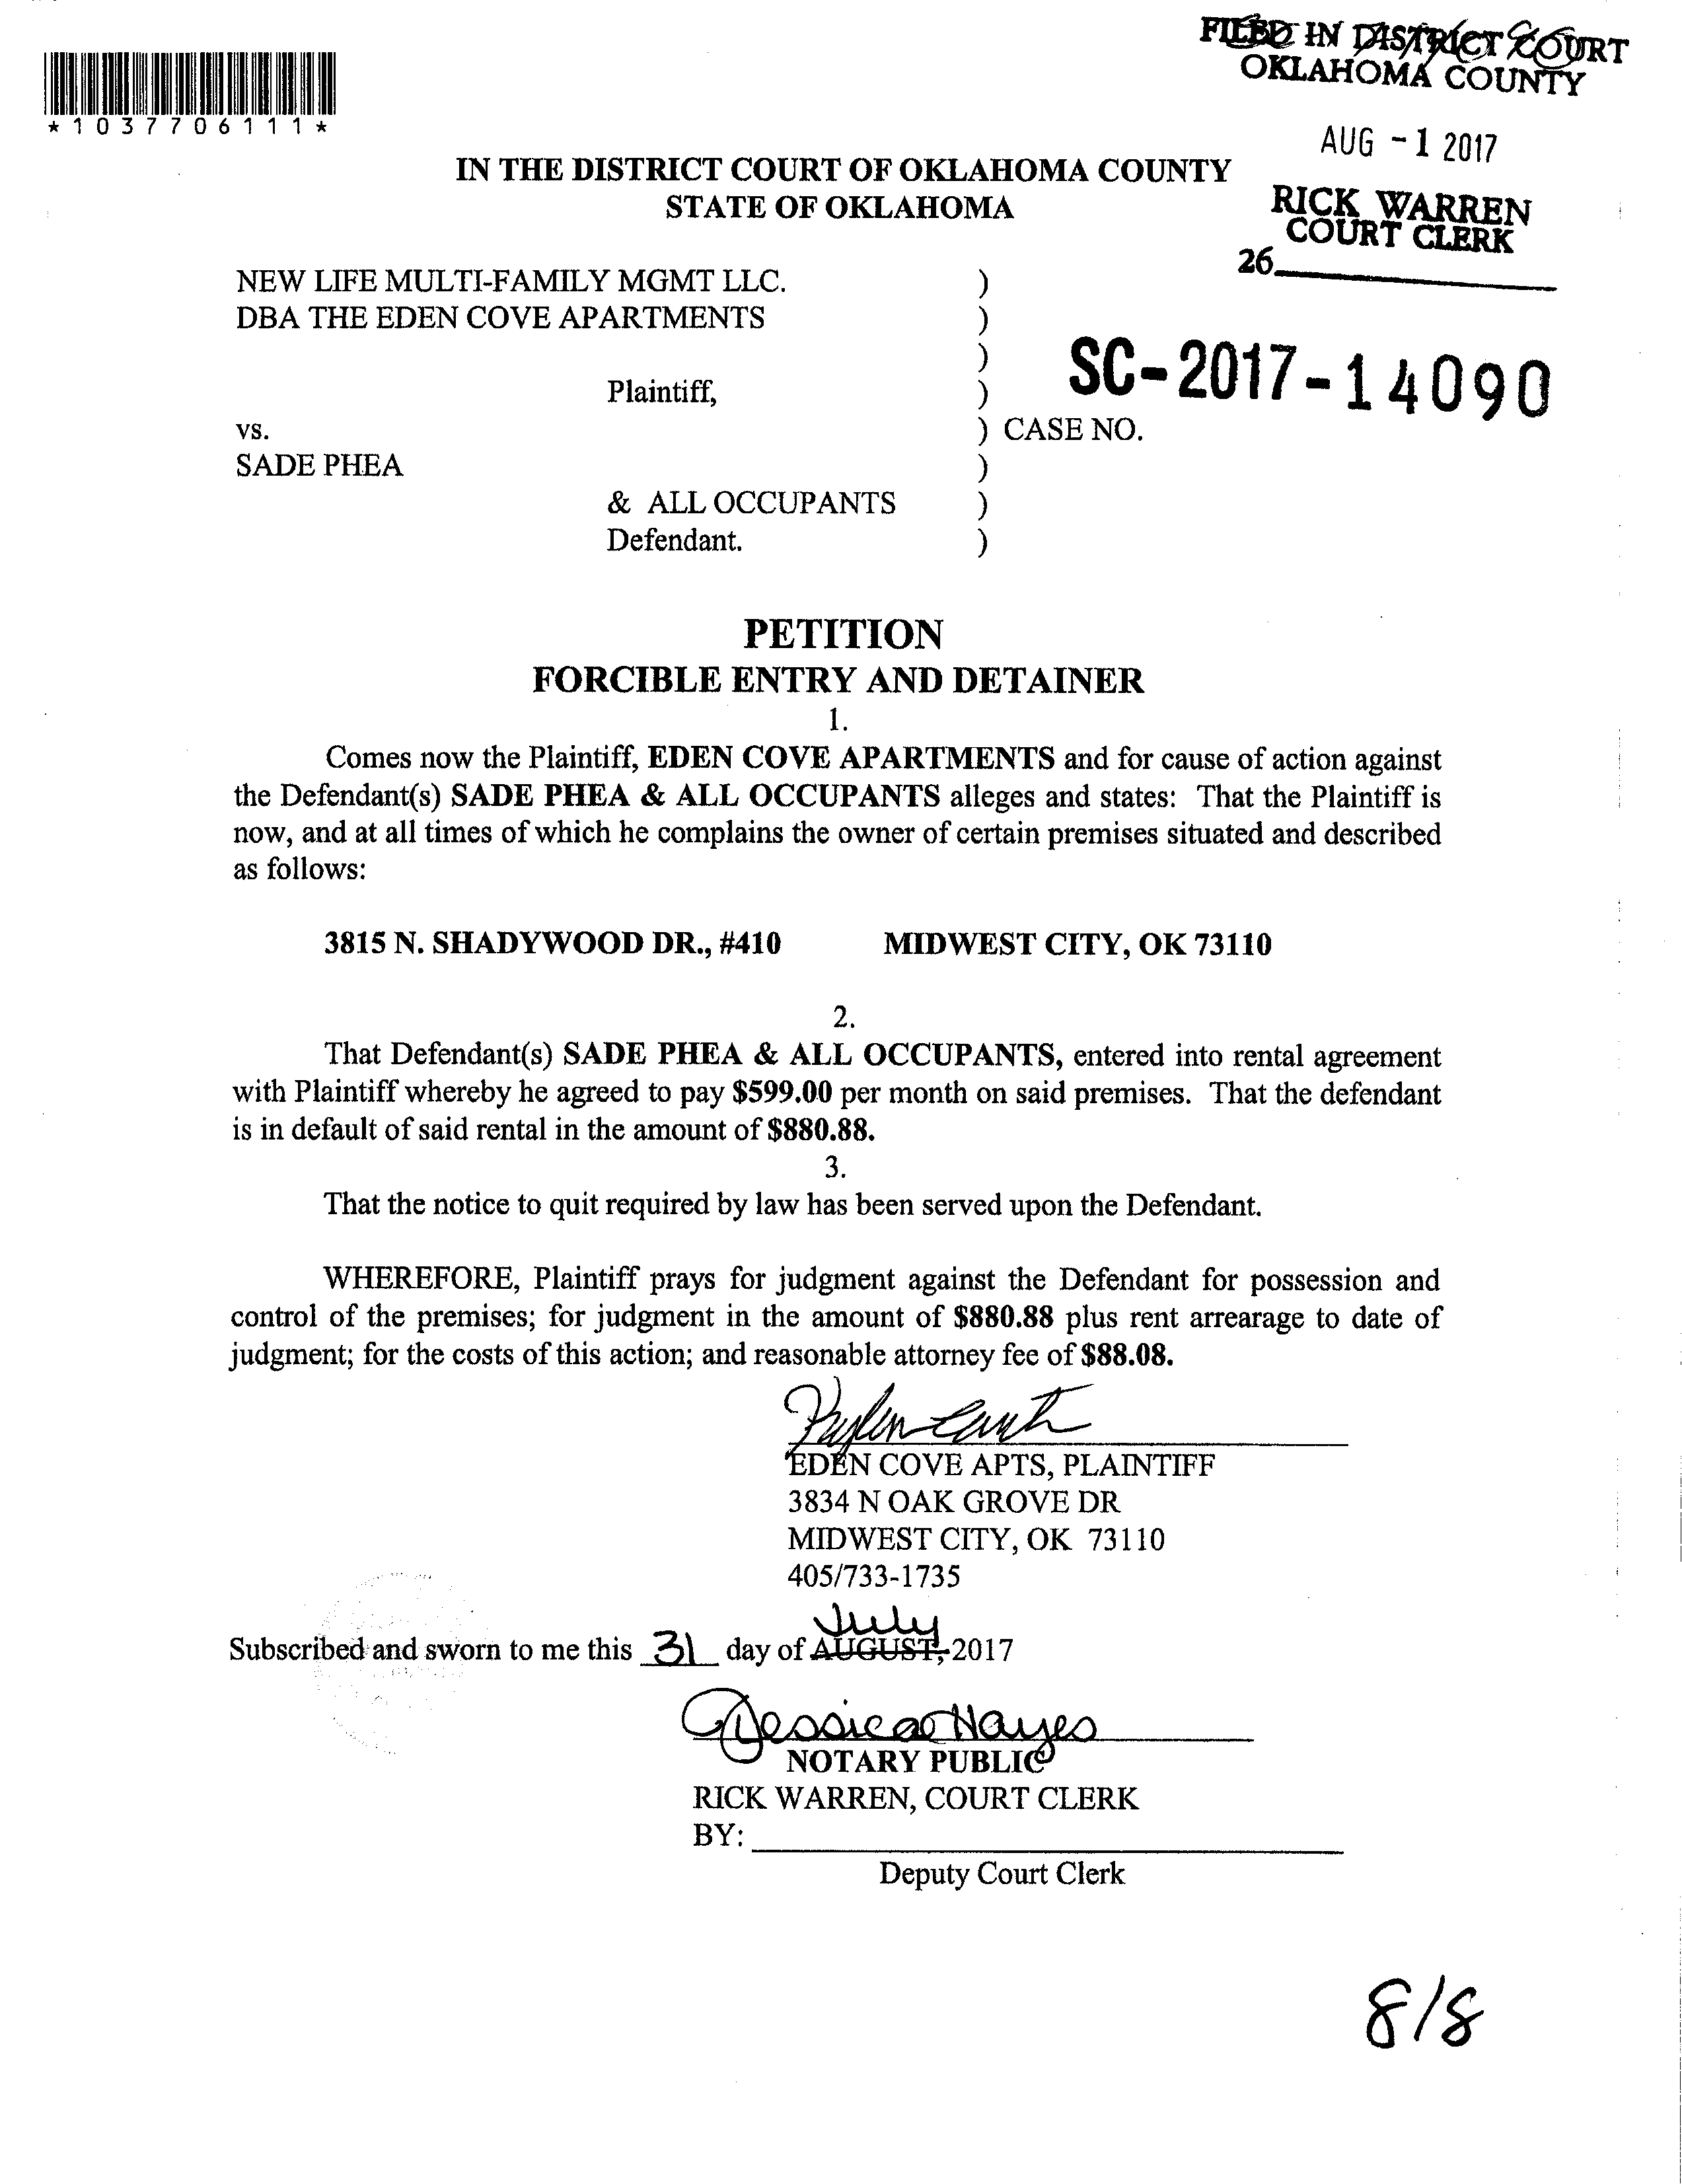 FILED IN DISTRICT COURT
OKLAHOMA COUNTY
*1037706111*
AUG -1 2017
IN THE DISTRICT COURT OF OKLAHOMA COUNTY
STATE OF OKLAHOMA
RICK WARREN
COURT CLERK
26
NEW LIFE MULTI-FAMILY MGMT LLC. )
DBA THE EDEN COVE APARTMENTS )
)
SC-2017-14090
Plaintiff, )
vs. ) CASE NO.
SADE PHEA )
& ALL OCCUPANTS )
Defendant. )
PETITION
FORCIBLE ENTRY AND DETAINER
1.
Comes now the Plaintiff, EDEN COVE APARTMENTS and for cause of action against
the Defendant(s) SADE PHEA & ALL OCCUPANTS alleges and states: That the Plaintiff is
now, and at all times of which he complains the owner of certain premises situated and described
as follows:
3815 N. SHADYWOOD DR., #410 MIDWEST CITY, OK 73110
2.
That Defendant(s) SADE PHEA & ALL OCCUPANTS, entered into rental agreement
with Plaintiff whereby he agreed to pay $599.00 per month on said premises. That the defendant
is in default of said rental in the amount of $880.88.
3.
That the notice to quit required by law has been served upon the Defendant.
WHEREFORE, Plaintiff prays for judgment against the Defendant for possession and
control of the premises; for judgment in the amount of $880.88 plus rent arrearage to date of
judgment; for the costs of this action; and reasonable attorney fee of $88.08.
EDEN COVE APTS, PLAINTIFF
3834 N OAK GROVE DR
MIDWEST CITY, OK 73110
405/733-1735
July
Subscribed and sworn to me this 31 day of AUGUST, 2017
Jessica Hayes
NOTARY PUBLIC
RICK WARREN, COURT CLERK
BY:
Deputy Court Clerk
8/8